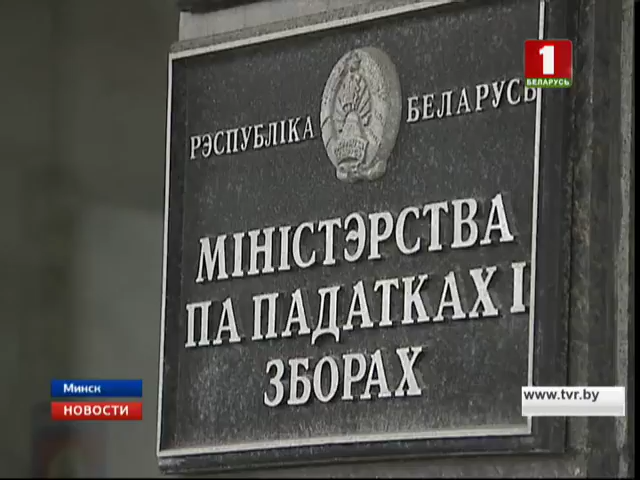 1
БЕЛАРУСЬ
РЭСПУБЛІКА БЕЛАРУСЬ
МІНІСТЭРСТВА
ПА ПАДАТКАХ І
ЗБОРАХ
Минск
НОВОСТИ
www.tvr.by